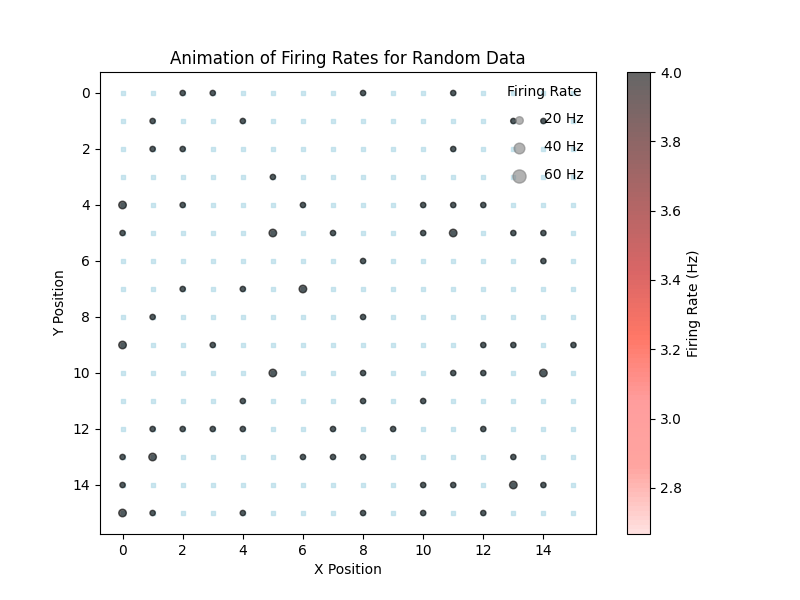 Animation of Firing Rates for Random Data
Firing Rate
20 Hz
40 Hz
60 Hz
0
2
4
6
8
10
12
14
Y Position
0 2 4 6 8 10 12 14
X Position
4.0
3.8
3.6
3.4
3.2
3.0
2.8
Firing Rate (Hz)